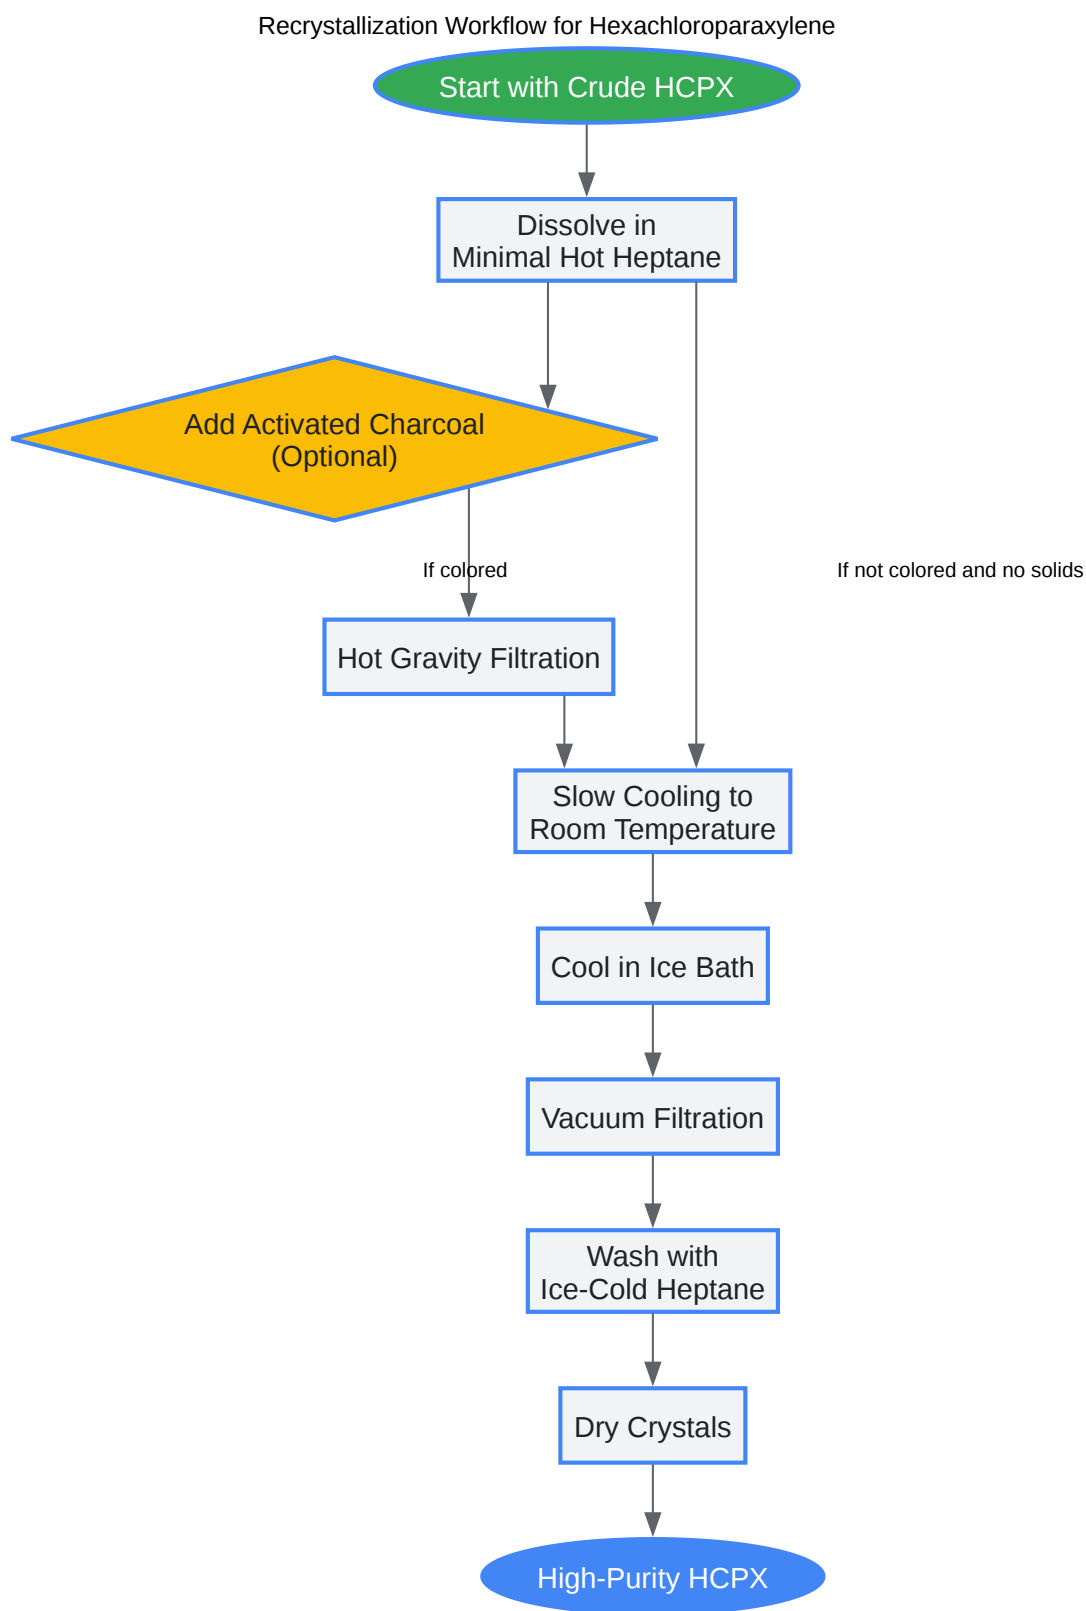 Recrystallization Workflow for Hexachloroparaxylene
Start with Crude HCPX
Dissolve in
Minimal Hot Heptane
Add Activated Charcoal
(Optional)
If colored
If not colored and no solids
Hot Gravity Filtration
Slow Cooling to
Room Temperature
Cool in Ice Bath
Vacuum Filtration
Wash with
Ice-Cold Heptane
Dry Crystals
High-Purity HCPX